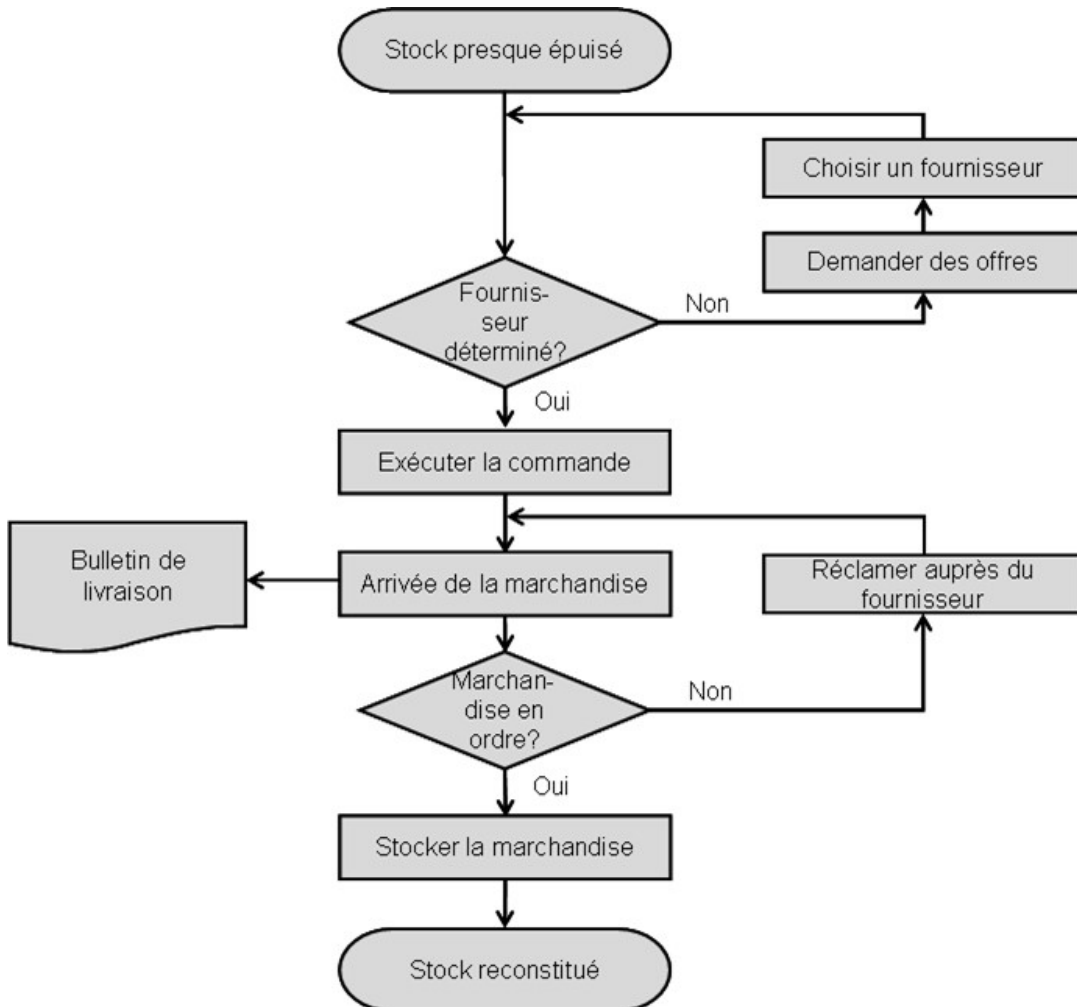 Stock presque épuisé
Choisir un fournisseur
Demander des offres
Fournis-
seur
déterminé?
Non
Oui
Exécuter la commande
Bulletin de
livraison
Arrivée de la marchandise
Réclamer auprès du
fournisseur
Marchan-
dise en
ordre?
Non
Oui
Stocker la marchandise
Stock reconstitué